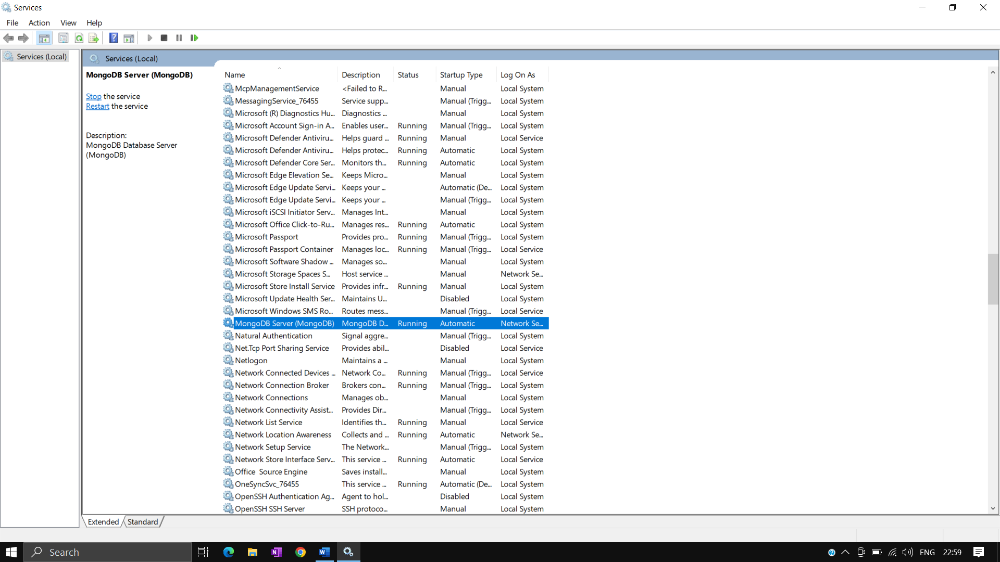 Services
File Action View Help
Services (Local)
Services (Local)
MongoDB Server (MongoDB)
Stop the service
Restart the service
Description:
MongoDB Database Server
(MongoDB)
Name Description Status Startup Type Log On As
McpManagementService <Failed to R... Manual Local System
MessagingService_76455 Service supp... Manual (Trigg... Local System
Microsoft (R) Diagnostics Hu... Diagnostics ... Manual Local System
Microsoft Account Sign-in A... Enables user... Running Manual (Trigg... Local System
Microsoft Defender Antiviru... Helps guard ... Running Manual Local Service
Microsoft Defender Antiviru... Helps protec... Running Automatic Local System
Microsoft Defender Core Ser... Monitors th... Running Automatic Local System
Microsoft Edge Elevation Se... Keeps Micro... Manual Local System
Microsoft Edge Update Servi... Keeps your ... Automatic (De... Local System
Microsoft Edge Update Servi... Keeps your ... Manual (Trigg... Local System
Microsoft iSCSI Initiator Serv... Manages Int... Manual Local System
Microsoft Office Click-to-Ru... Manages res... Running Automatic Local System
Microsoft Passport Provides pro... Running Manual (Trigg... Local System
Microsoft Passport Container Manages loc... Running Manual (Trigg... Local Service
Microsoft Software Shadow ... Manages so... Manual Local System
Microsoft Storage Spaces S... Host service ... Manual Network Se...
Microsoft Store Install Service Provides infr... Running Manual Local System
Microsoft Update Health Ser... Maintains U... Disabled Local System
Microsoft Windows SMS Ro... Routes mess... Manual (Trigg... Local Service
MongoDB Server (MongoDB) MongoDB D... Running Automatic Network Se...
Natural Authentication Signal aggre... Manual (Trigg... Local System
Net.Tcp Port Sharing Service Provides abil... Disabled Local Service
Netlogon Maintains a ... Manual Local System
Network Connected Devices ... Network Co... Running Manual (Trigg... Local Service
Network Connection Broker Brokers con... Running Manual (Trigg... Local System
Network Connections Manages ob... Manual Local System
Network Connectivity Assist... Provides Dir... Manual (Trigg... Local System
Network List Service Identifies th... Running Manual Local Service
Network Location Awareness Collects and ... Running Automatic Network Se...
Network Setup Service The Network... Manual (Trigg... Local System
Network Store Interface Serv... This service ... Running Automatic Local Service
Office  Source Engine Saves install... Manual Local System
OneSyncSvc_76455 This service ... Running Automatic (De... Local System
OpenSSH Authentication Ag... Agent to hol... Disabled Local System
OpenSSH SSH Server SSH protoco... Manual Local System
Extended Standard
Search ENG 22:59